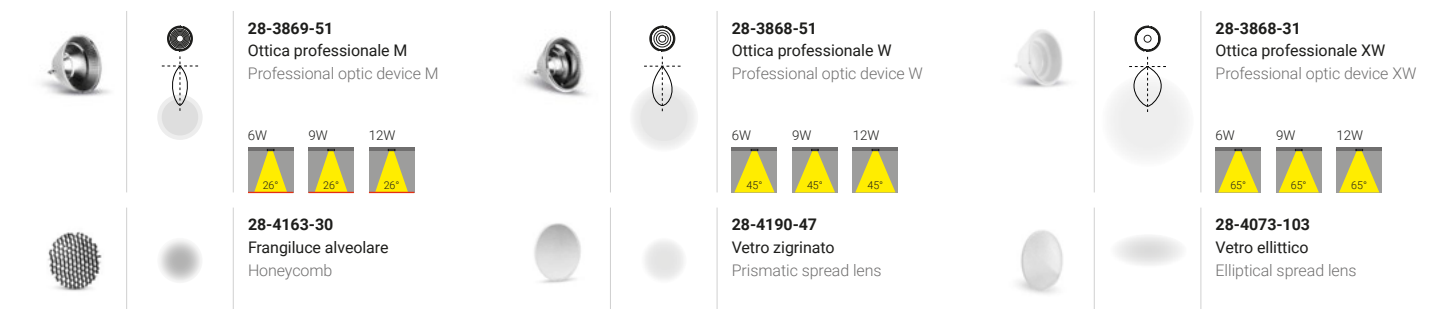 28-3869-51
Ottica professionale M
Professional optic device M
6W 9W 12W
26° 26° 26°
28-3868-51
Ottica professionale W
Professional optic device W
6W 9W 12W
45° 45° 45°
28-3868-31
Ottica professionale XW
Professional optic device XW
6W 9W 12W
65° 65° 65°
28-4163-30
Frangiluce alveolare
Honeycomb
28-4190-47
Vetro zigrinato
Prismatic spread lens
28-4073-103
Vetro ellittico
Elliptical spread lens